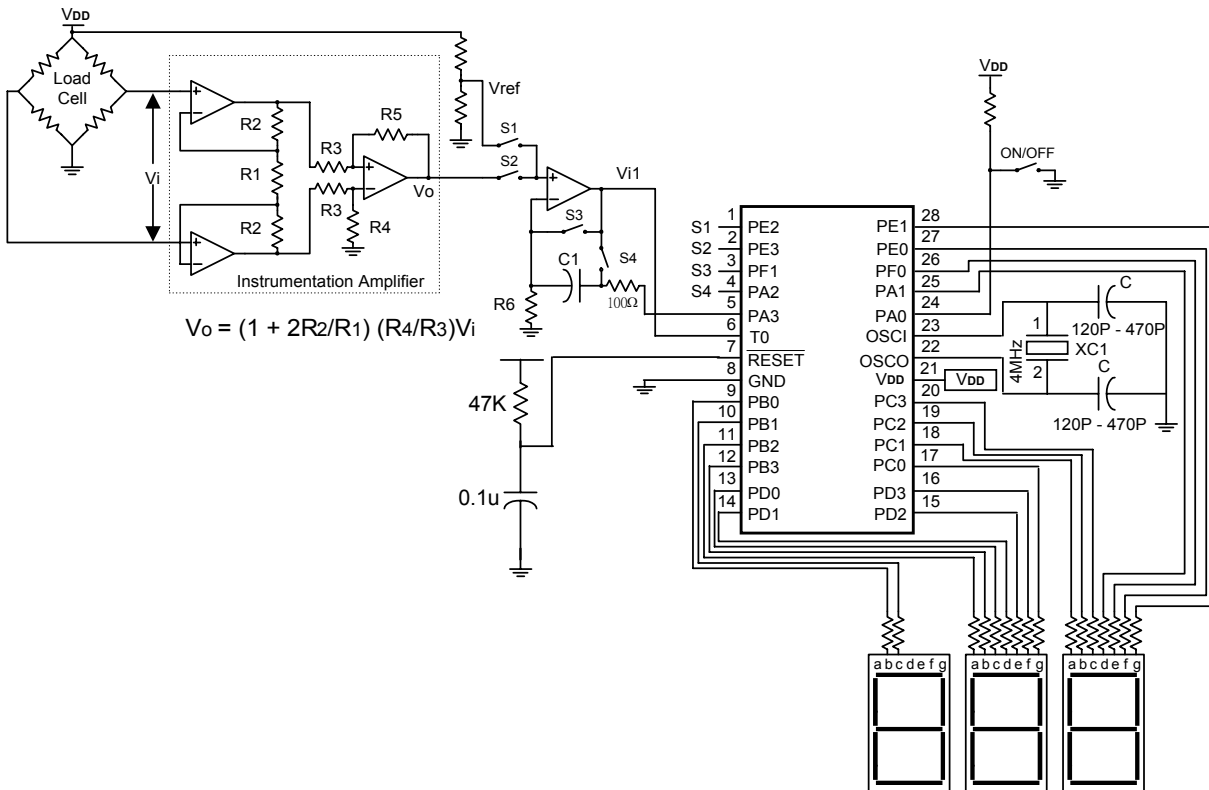 VDD
Load
Cell
Vi
R2
R1
R2
R3
R3
R5
R4
Vo
Instrumentation Amplifier
Vo = (1 + 2R2/R1) (R4/R3)Vi
Vref
S1
S2
Vi1
S3
S4
C1
R6
100Ω
47K
0.1u
VDD
ON/OFF
S1 1 PE2
S2 2 PE3
S3 3 PF1
S4 4 PA2
5 PA3
6 T0
7 RESET
8 GND
9 PB0
10 PB1
11 PB2
12 PB3
13 PD0
14 PD1
PE1 28
PE0 27
PF0 26
PA1 25
PA0 24
OSCI 23
OSCO 22
VDD 21 VDD
PC3 20
PC2 19
PC1 18
PC0 17
PD3 16
PD2 15
C
120P - 470P
1
4MHz
XC1
2
C
120P - 470P
a b c d e f g
a b c d e f g
a b c d e f g